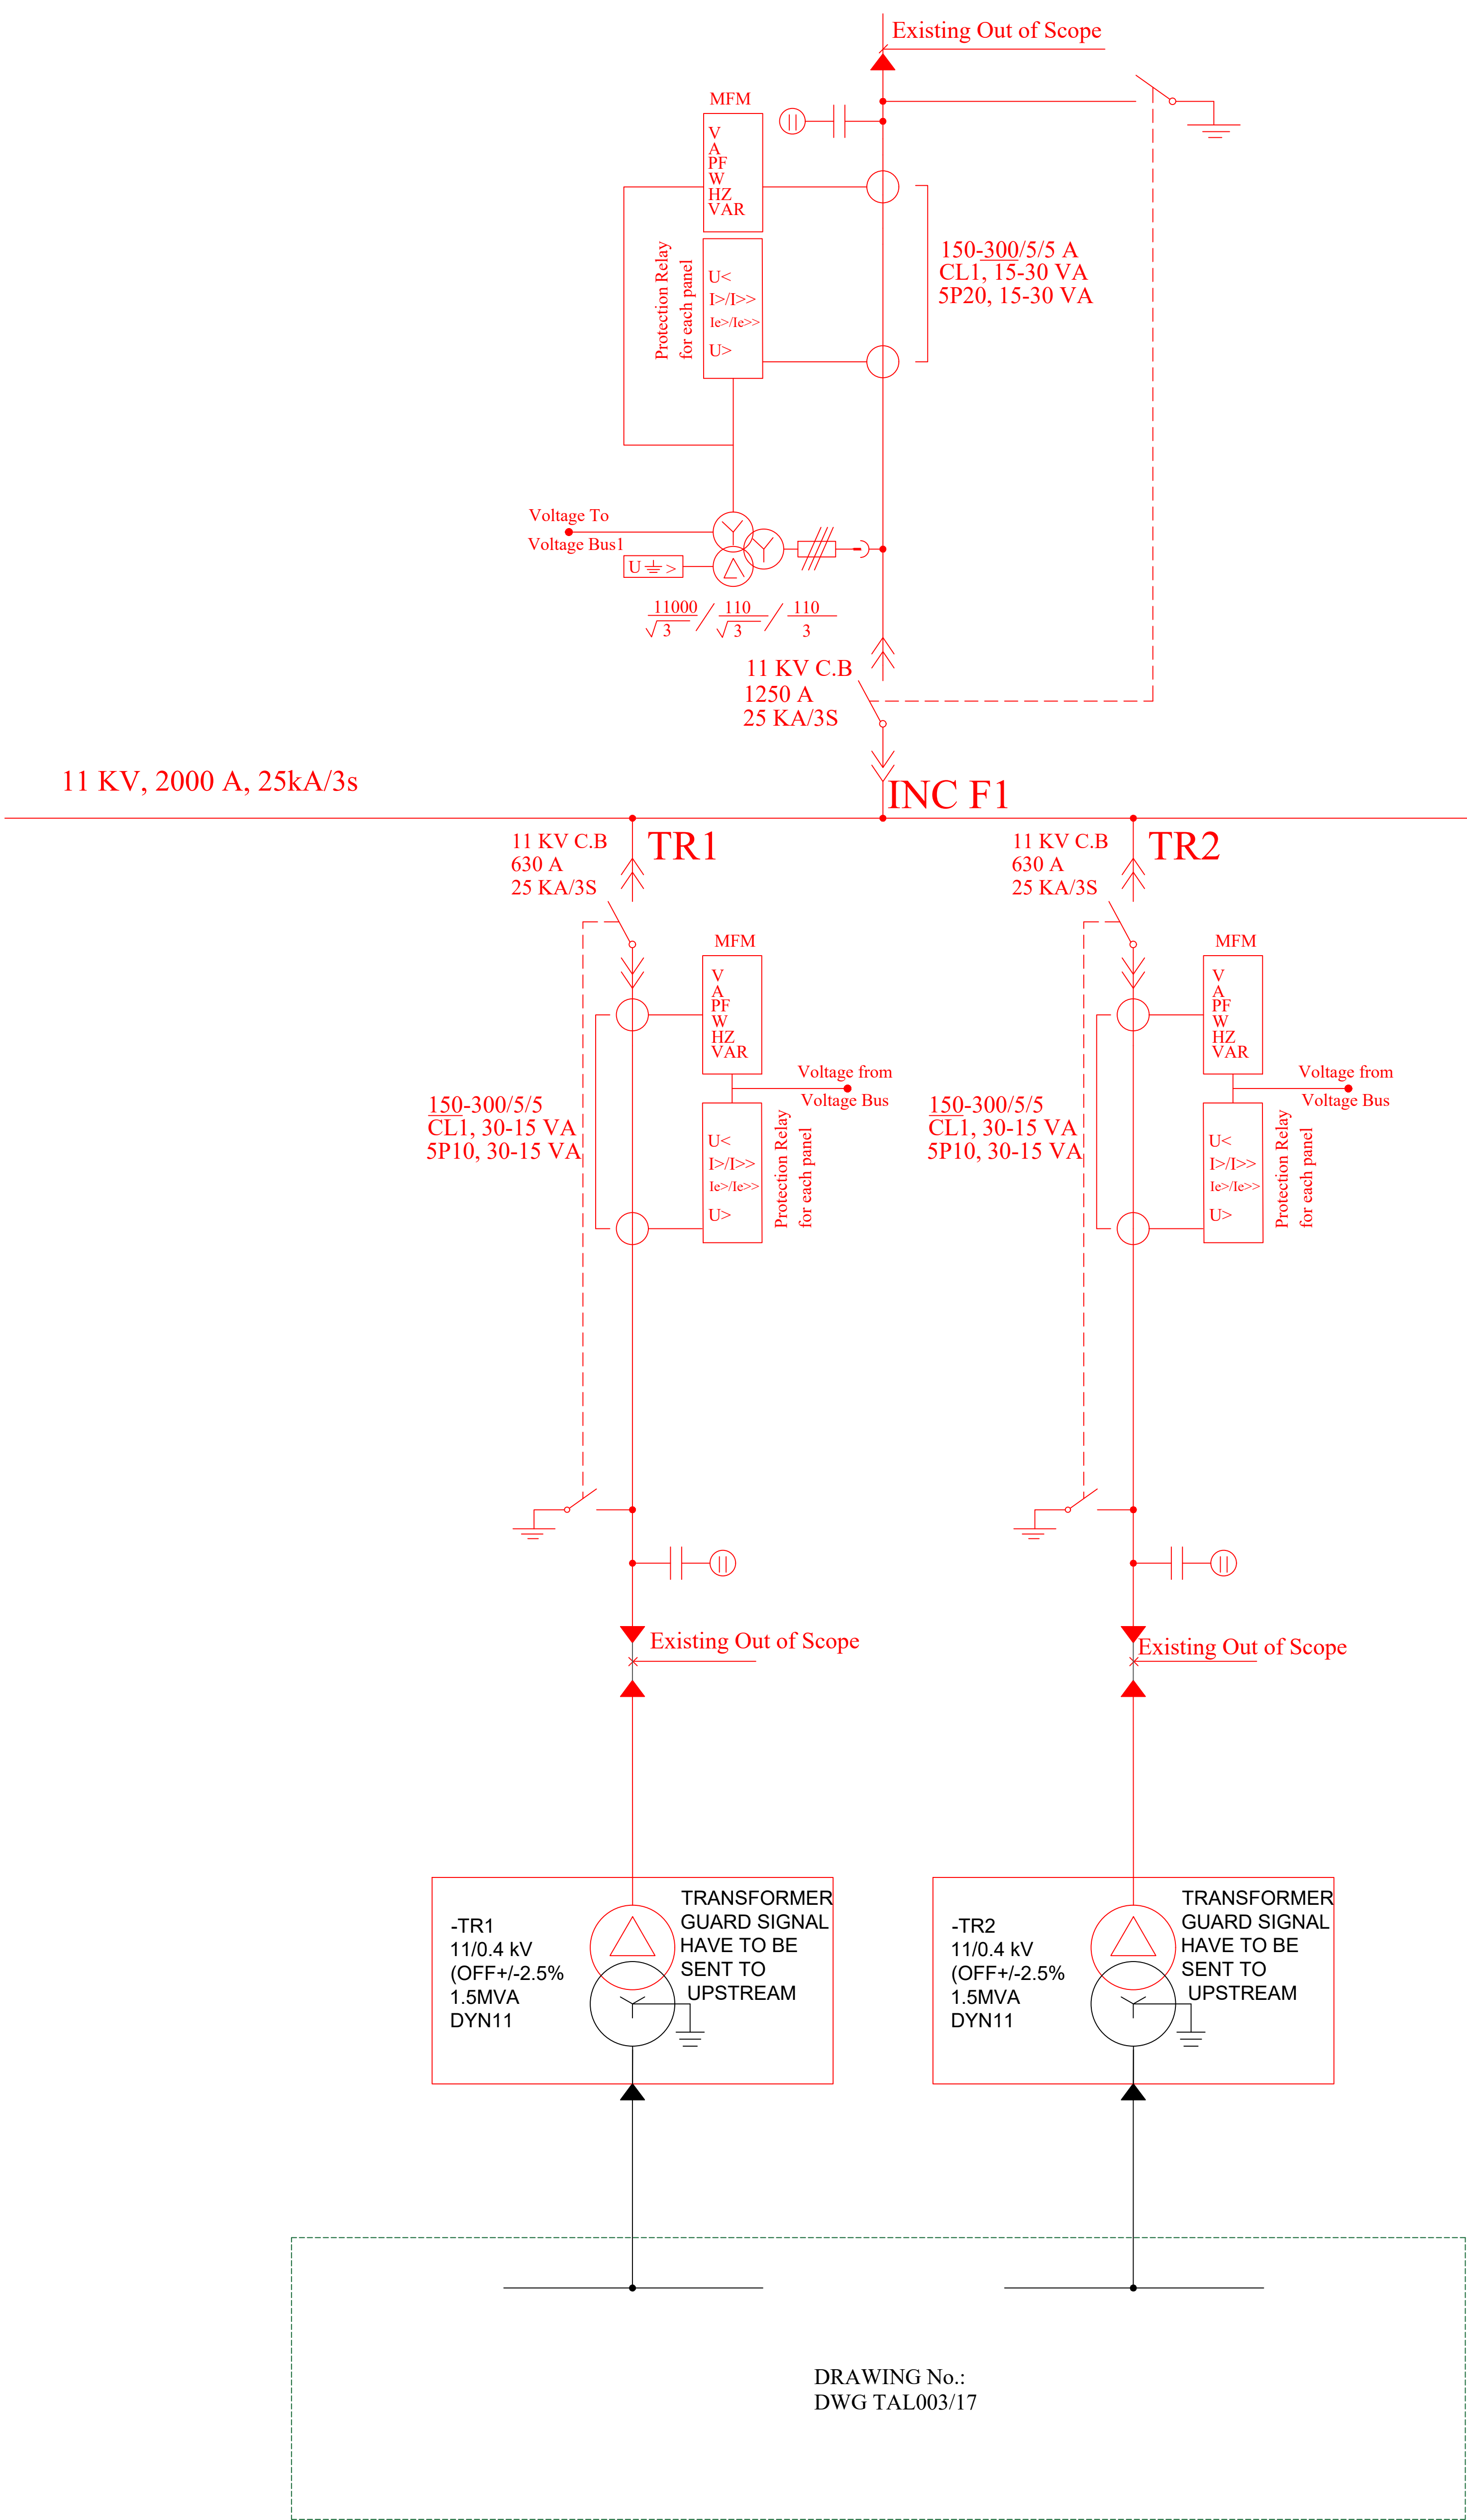 Existing Out of Scope
MFM
V
A
PF
W
HZ
VAR
Protection Relay
for each panel
U<
I>/I>>
Ie>/Ie>>
U>
150-300/5/5 A
CL1, 15-30 VA
5P20, 15-30 VA
Voltage To
Voltage Bus1
U >
11000/√3 / 110/√3 / 110/3
11 KV C.B
1250 A
25 KA/3S
11 KV, 2000 A, 25kA/3s
INC F1
11 KV C.B
630 A
25 KA/3S
TR1
MFM
V
A
PF
W
HZ
VAR
Voltage from
Voltage Bus
150-300/5/5
CL1, 30-15 VA
5P10, 30-15 VA
U<
I>/I>>
Ie>/Ie>>
U>
Protection Relay
for each panel
11 KV C.B
630 A
25 KA/3S
TR2
MFM
V
A
PF
W
HZ
VAR
Voltage from
Voltage Bus
150-300/5/5
CL1, 30-15 VA
5P10, 30-15 VA
U<
I>/I>>
Ie>/Ie>>
U>
Protection Relay
for each panel
Existing Out of Scope
Existing Out of Scope
-TR1
11/0.4 kV
(OFF+/-2.5%
1.5MVA
DYN11
TRANSFORMER
GUARD SIGNAL
HAVE TO BE
SENT TO
UPSTREAM
-TR2
11/0.4 kV
(OFF+/-2.5%
1.5MVA
DYN11
TRANSFORMER
GUARD SIGNAL
HAVE TO BE
SENT TO
UPSTREAM
DRAWING No.:
DWG TAL003/17